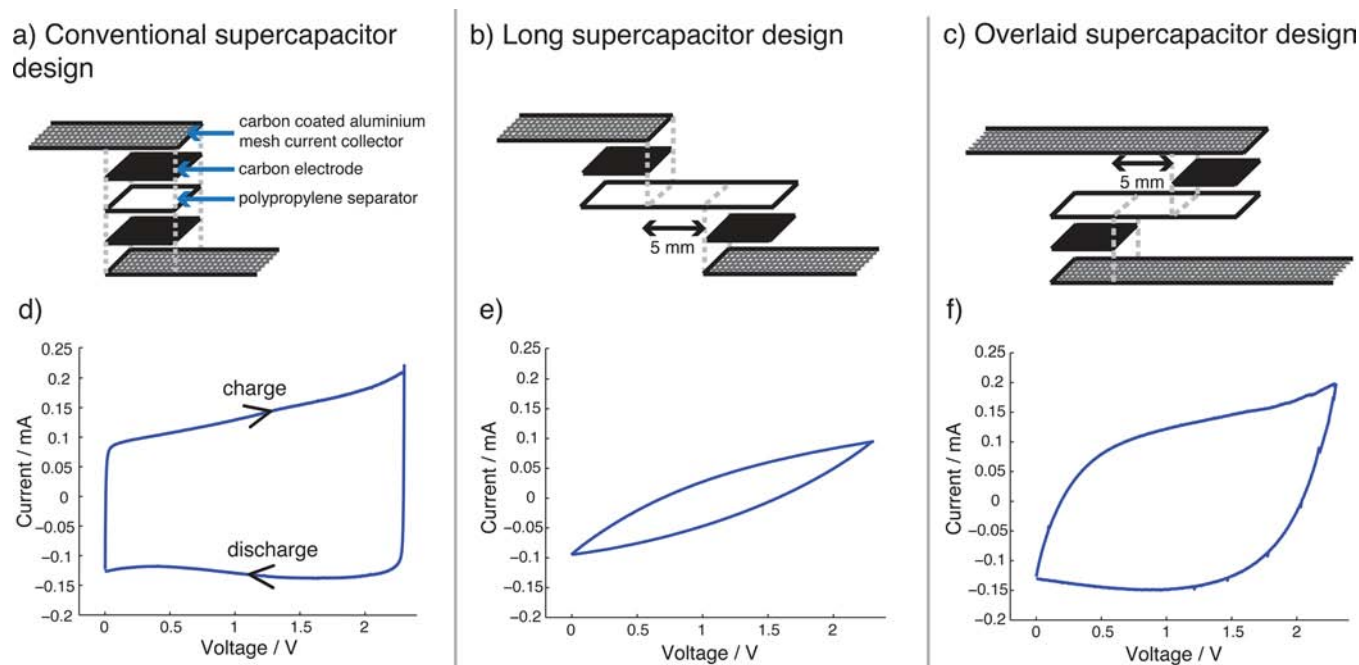 a) Conventional supercapacitor
design
carbon coated aluminium
mesh current collector
carbon electrode
polypropylene separator
b) Long supercapacitor design
5 mm
c) Overlaid supercapacitor design
5 mm
d)
0.25
0.2
0.15
0.1
0.05
0
−0.05
−0.1
−0.15
−0.2
Current / mA
charge
discharge
0
0.5
1
1.5
2
Voltage / V
e)
0.25
0.2
0.15
0.1
0.05
0
−0.05
−0.1
−0.15
−0.2
Current / mA
0
0.5
1
1.5
2
Voltage / V
f)
0.25
0.2
0.15
0.1
0.05
0
−0.05
−0.1
−0.15
−0.2
Current / mA
0
0.5
1
1.5
2
Voltage / V